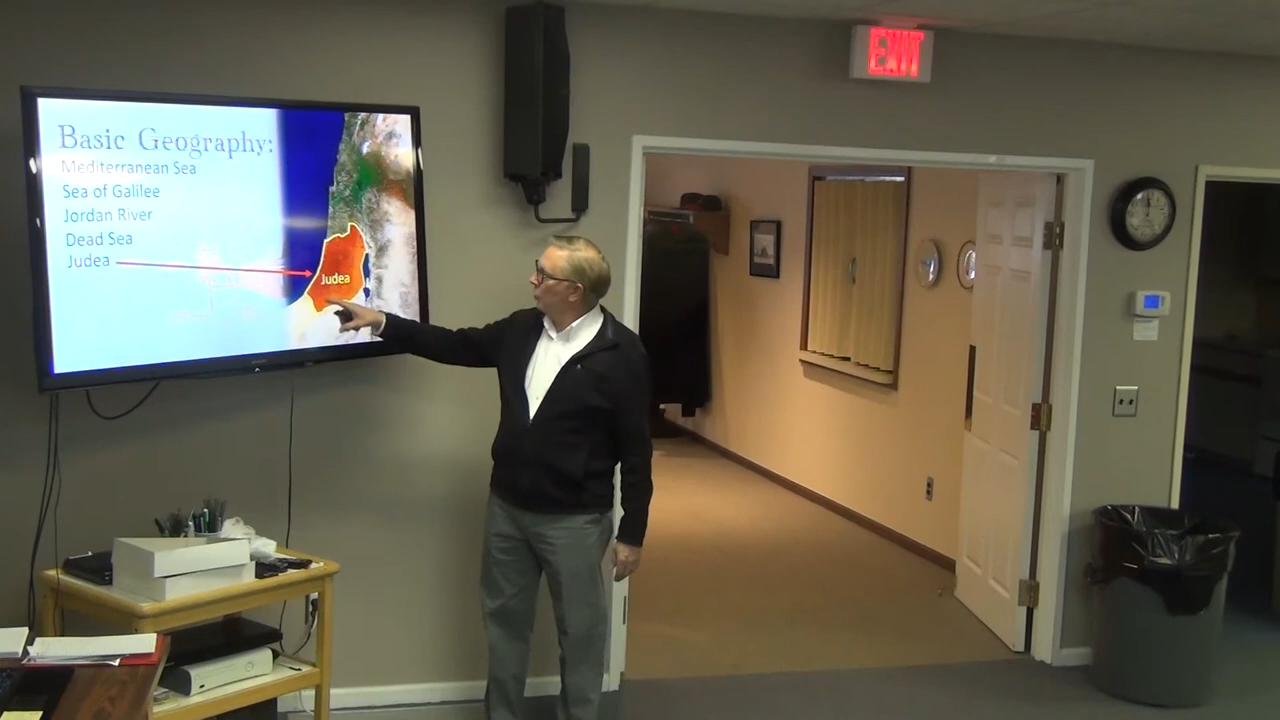 EXIT
Basic Geography:
Mediterranean Sea
Sea of Galilee
Jordan River
Dead Sea
Judea
Judea